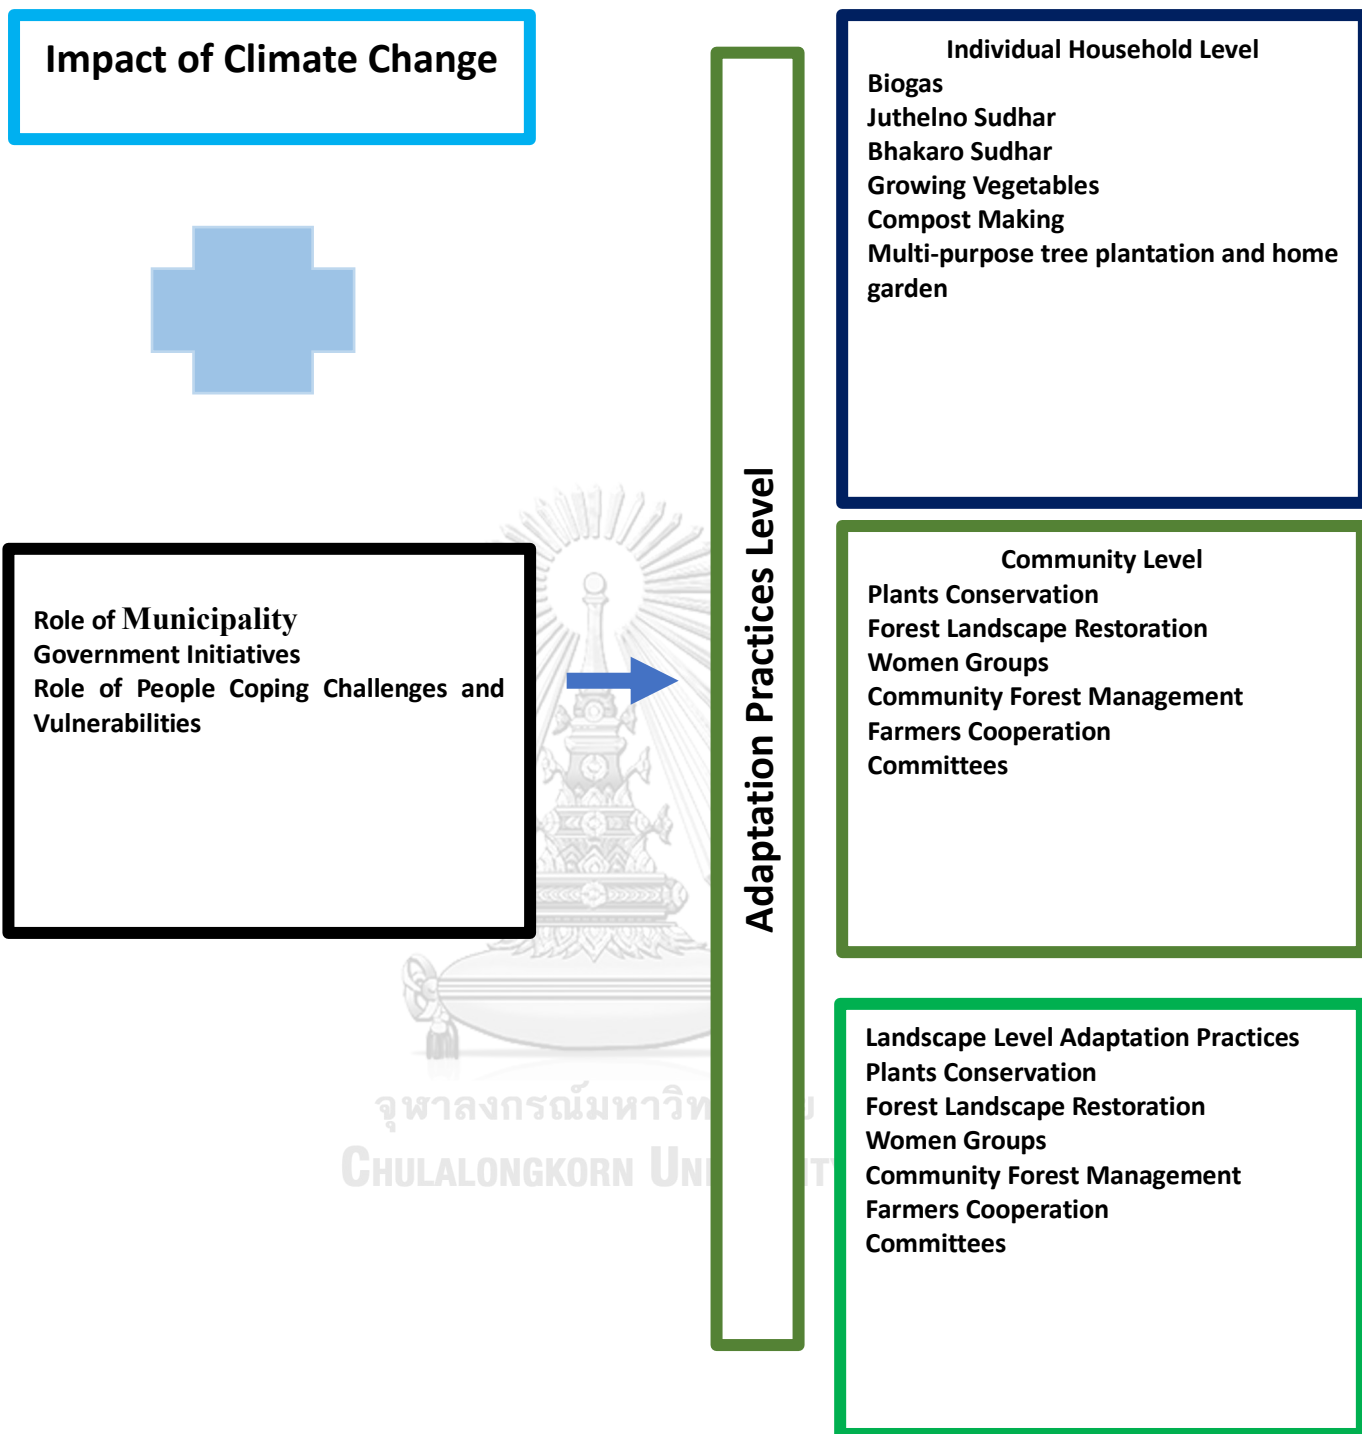 Impact of Climate Change
Role of Municipality
Government Initiatives
Role of People Coping Challenges and
Vulnerabilities
Adaptation Practices Level
Individual Household Level
Biogas
Juthelno Sudhar
Bhakaro Sudhar
Growing Vegetables
Compost Making
Multi-purpose tree plantation and home
garden
Community Level
Plants Conservation
Forest Landscape Restoration
Women Groups
Community Forest Management
Farmers Cooperation
Committees
Landscape Level Adaptation Practices
Plants Conservation
Forest Landscape Restoration
Women Groups
Community Forest Management
Farmers Cooperation
Committees
CHULALONGKORN